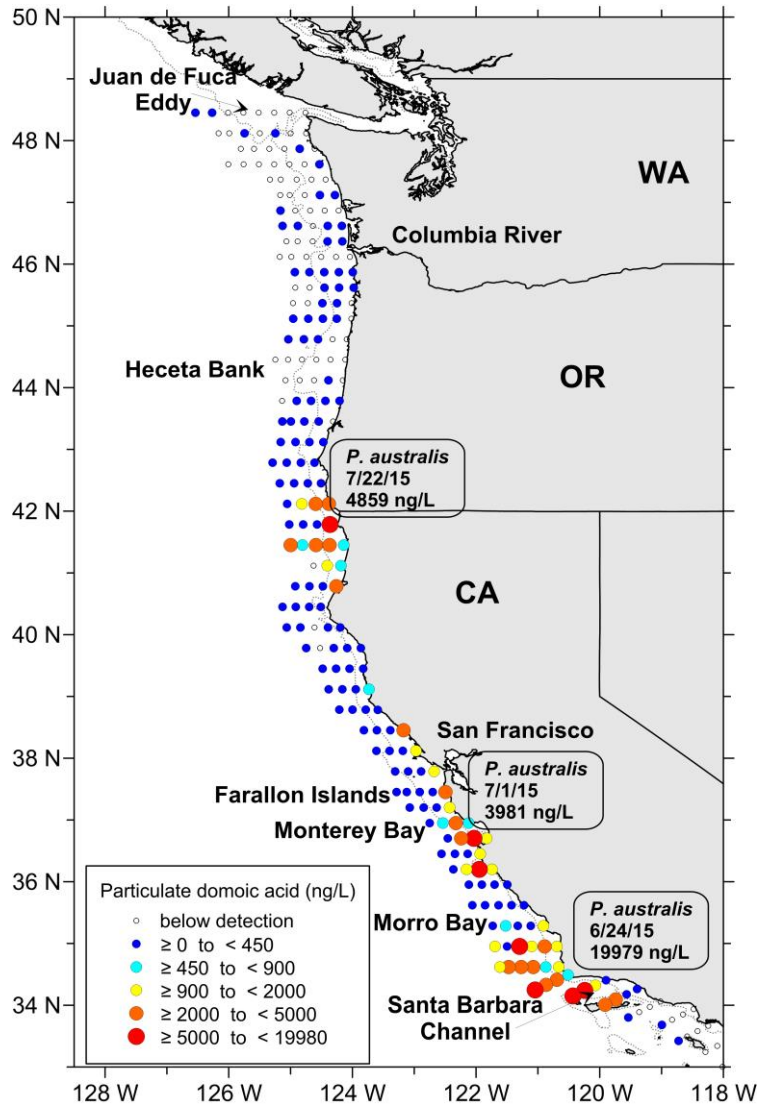 50 N
48 N
46 N
44 N
42 N
40 N
38 N
36 N
34 N
Juan de Fuca
Eddy
WA
Columbia River
Heceta Bank
OR
P. australis
7/22/15
4859 ng/L
CA
San Francisco
P. australis
7/1/15
3981 ng/L
Farallon Islands
Monterey Bay
Morro Bay
P. australis
6/24/15
19979 ng/L
Santa Barbara
Channel
Particulate domoic acid (ng/L)
below detection
≥ 0 to < 450
≥ 450 to < 900
≥ 900 to < 2000
≥ 2000 to < 5000
≥ 5000 to < 19980
128 W 126 W 124 W 122 W 120 W 118 W